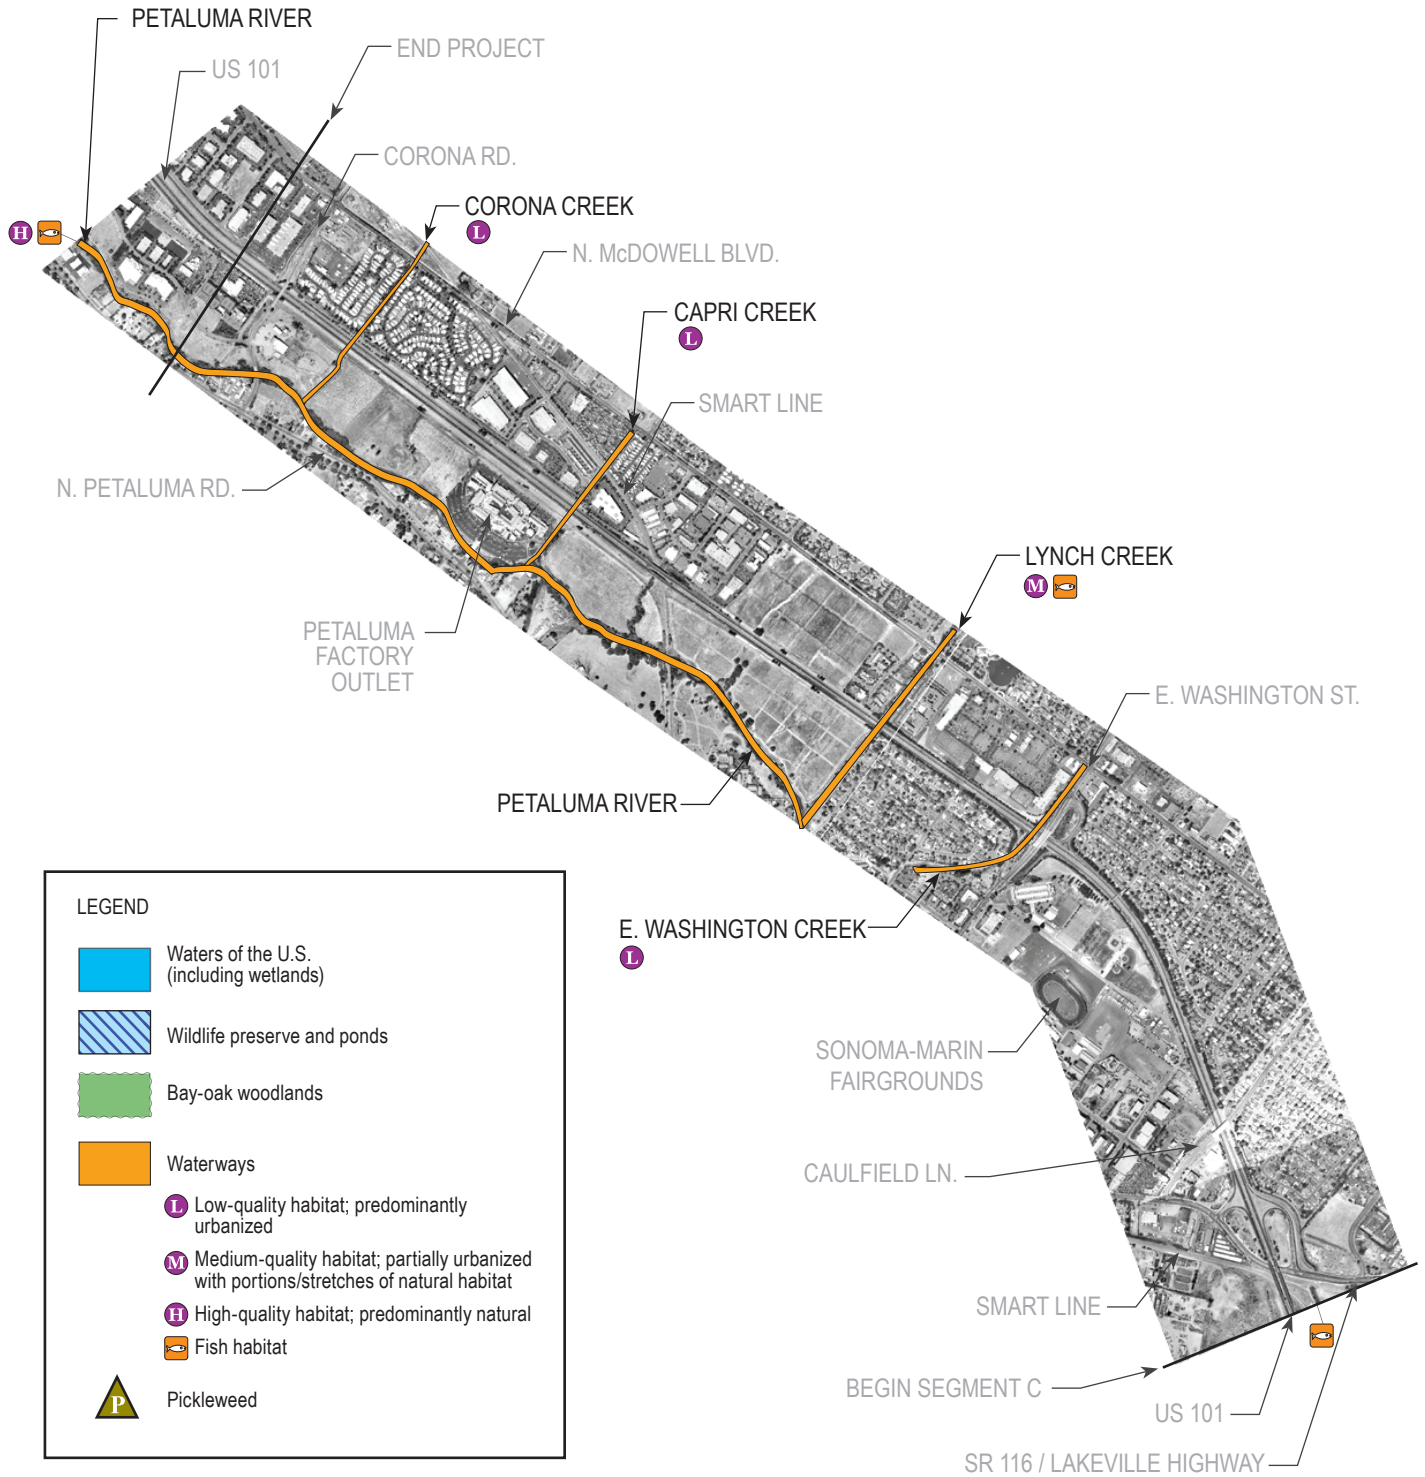 PETALUMA RIVER
END PROJECT
US 101
CORONA RD.
CORONA CREEK
H
L
N. McDOWELL BLVD.
CAPRI CREEK
L
SMART LINE
N. PETALUMA RD.
LYNCH CREEK
M
PETALUMA
FACTORY
OUTLET
E. WASHINGTON ST.
PETALUMA RIVER
E. WASHINGTON CREEK
L
SONOMA-MARIN
FAIRGROUNDS
CAULFIELD LN.
SMART LINE
BEGIN SEGMENT C
US 101
SR 116 / LAKEVILLE HIGHWAY
LEGEND
Waters of the U.S.
(including wetlands)
Wildlife preserve and ponds
Bay-oak woodlands
Waterways
L Low-quality habitat; predominantly
urbanized
M Medium-quality habitat; partially urbanized
with portions/stretches of natural habitat
H High-quality habitat; predominantly natural
Fish habitat
P Pickleweed